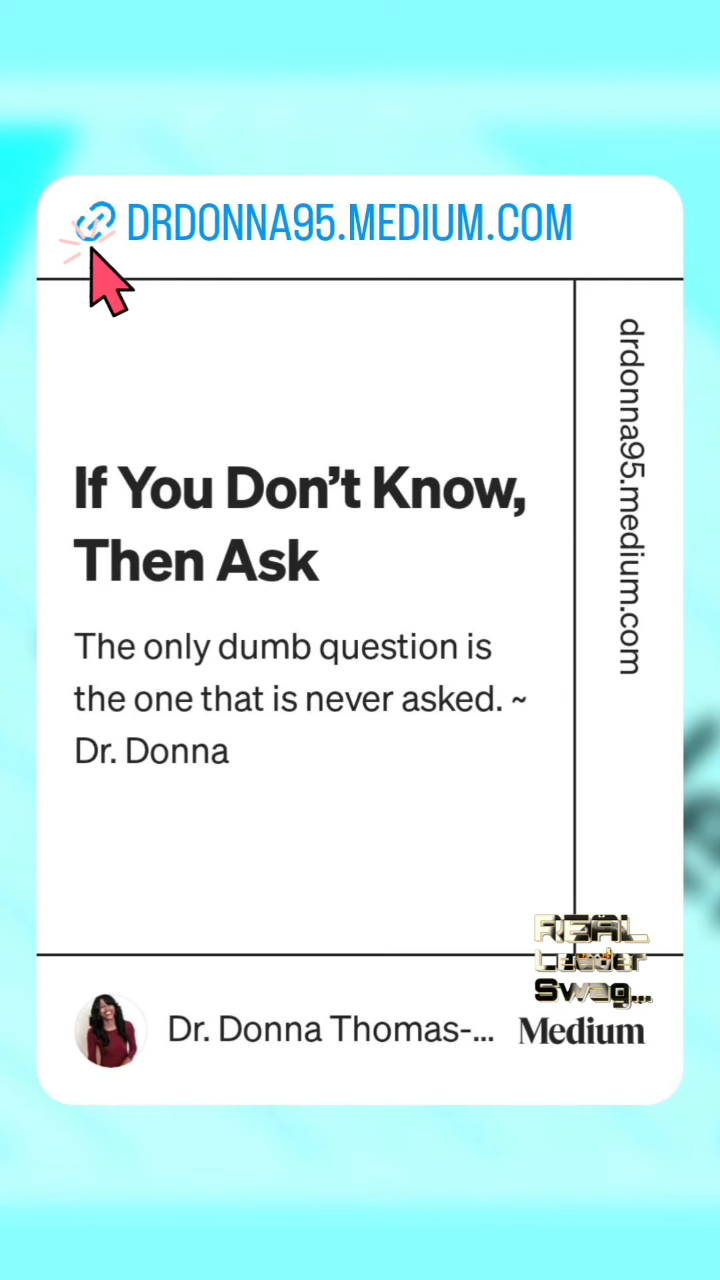 DRDONNA95.MEDIUM.COM
drdonna95.medium.com
If You Don’t Know,
Then Ask
The only dumb question is
the one that is never asked. ~
Dr. Donna
REAL
Leader
Swag...
Dr. Donna Thomas-...
Medium